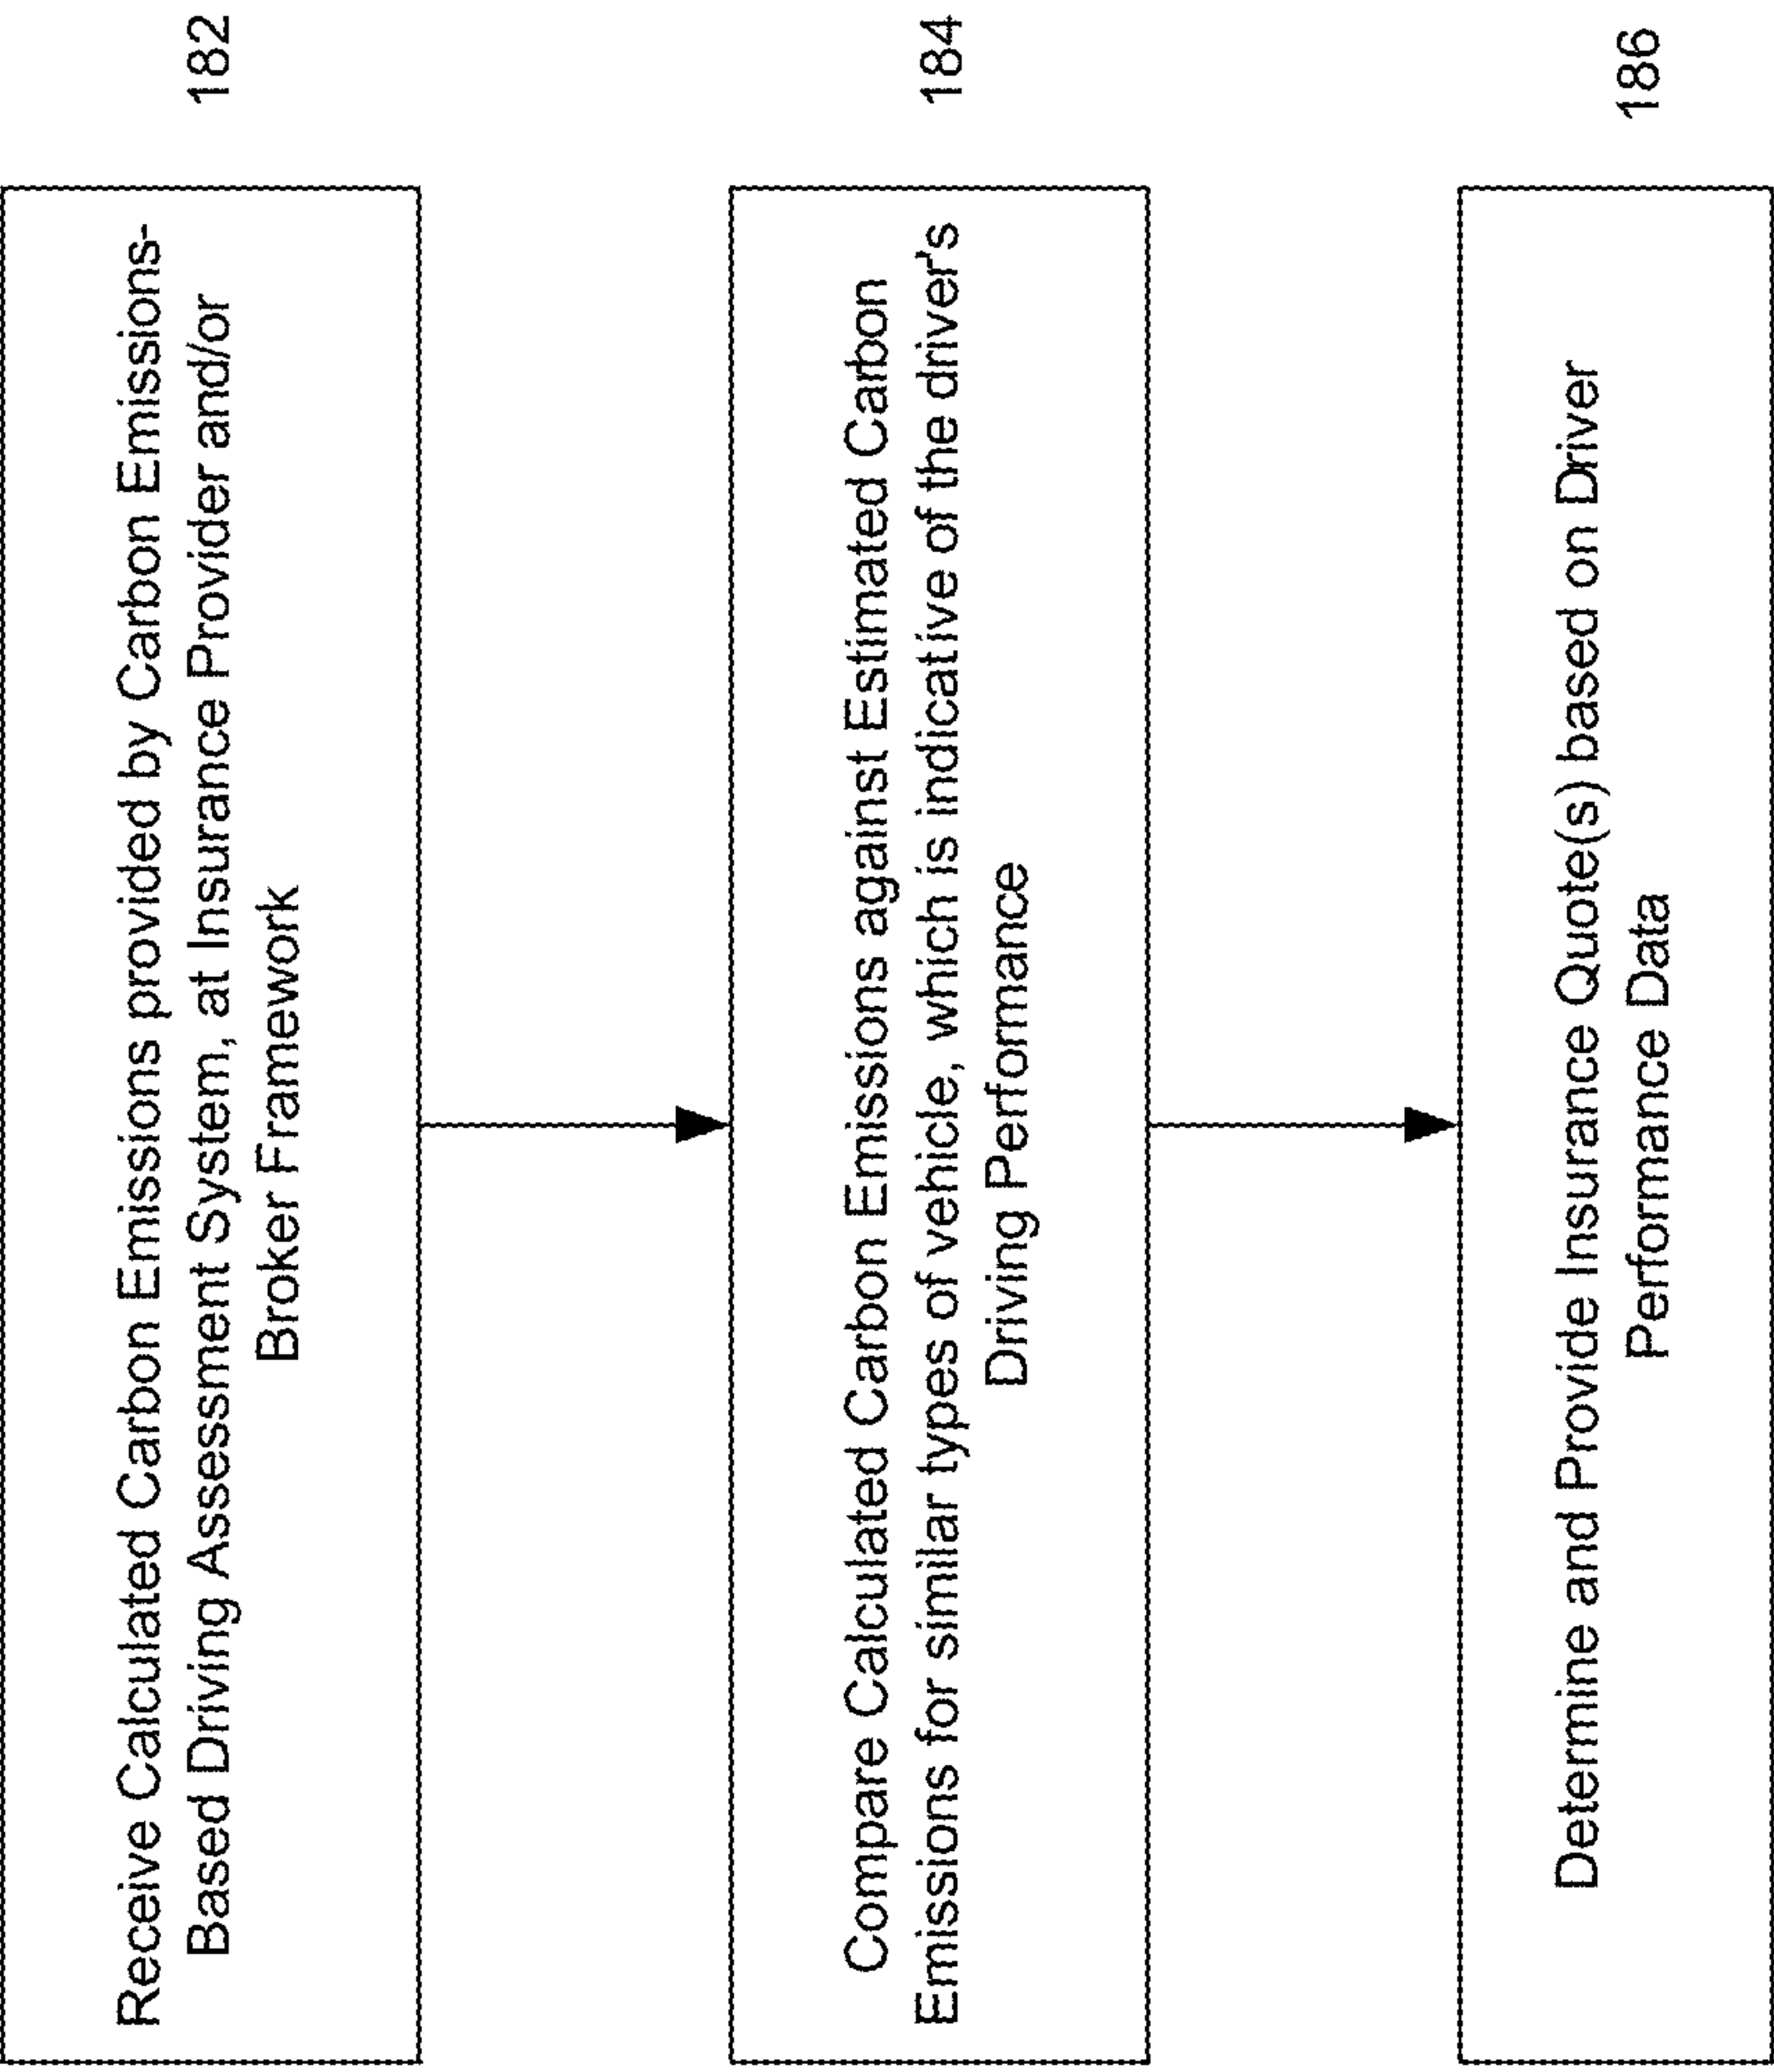 Receive Calculated Carbon Emissions provided by Carbon Emissions-
Based Driving Assessment System, at Insurance Provider and/or
Broker Framework
182
Compare Calculated Carbon Emissions against Estimated Carbon
Emissions for similar types of vehicle, which is indicative of the driver's
Driving Performance
184
Determine and Provide Insurance Quote(s) based on Driver
Performance Data
186